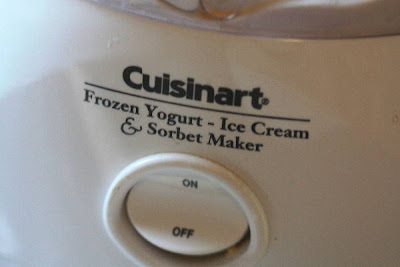 Cuisinart®
Frozen Yogurt - Ice Cream
& Sorbet Maker
ON
OFF